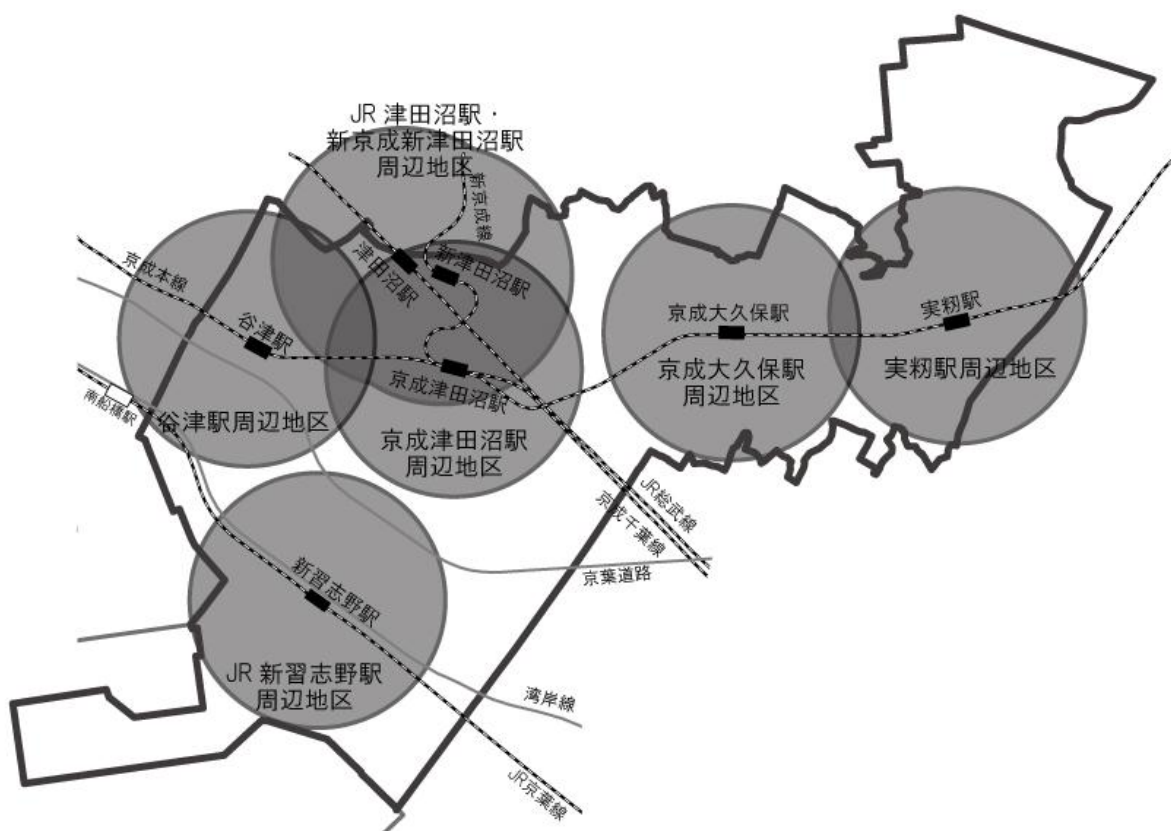 JR 津田沼駅・
新京成新津田沼駅
周辺地区
新京成線
京成本線
津田沼駅
新津田沼駅
谷津駅
京成大久保駅
実籾駅
南船橋駅
谷津駅周辺地区
京成津田沼駅
京成津田沼駅
周辺地区
京成大久保駅
周辺地区
実籾駅周辺地区
JR総武線
京成千葉線
京葉道路
新習志野駅
JR 新習志野駅
周辺地区
湾岸線
JR京葉線